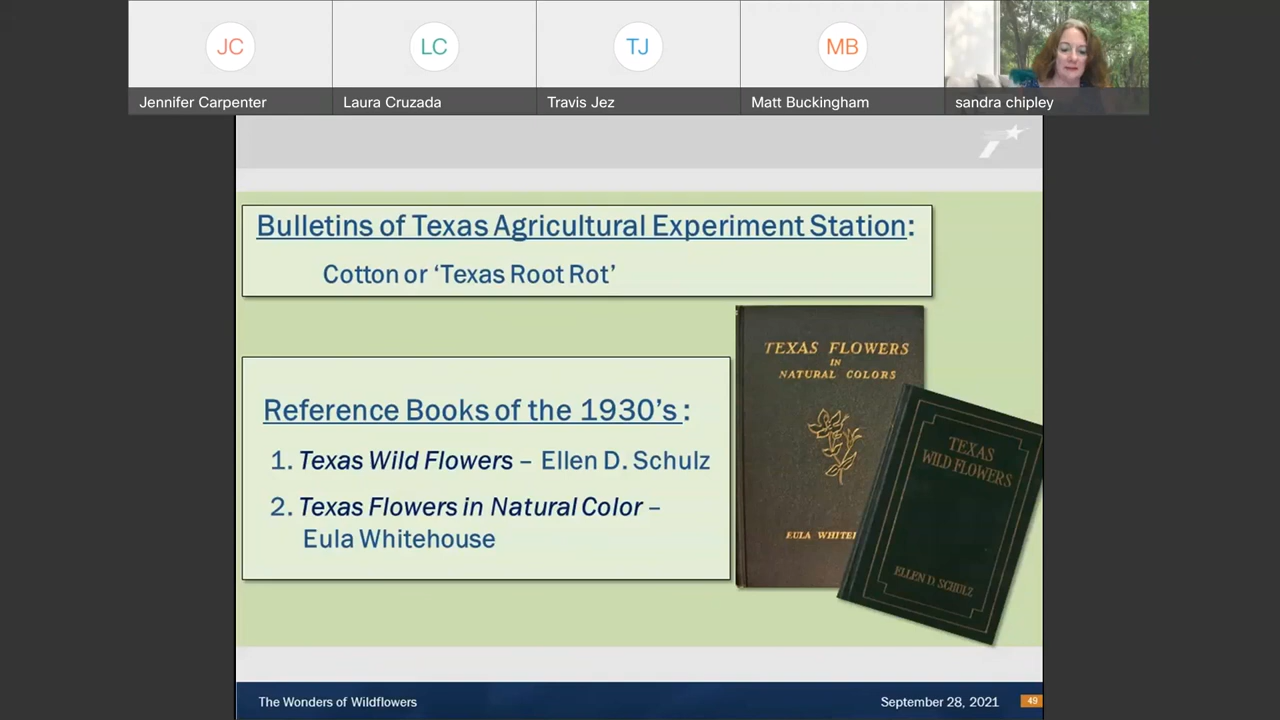 JC
LC
TJ
MB
Jennifer Carpenter
Laura Cruzada
Travis Jez
Matt Buckingham
sandra chipley
Bulletins of Texas Agricultural Experiment Station:
Cotton or ‘Texas Root Rot’
Reference Books of the 1930’s :
1. Texas Wild Flowers – Ellen D. Schulz
2. Texas Flowers in Natural Color –
Eula Whitehouse
TEXAS FLOWERS
IN
NATURAL COLORS
EULA
TEXAS
WILD FLOWERS
ELLEN D. SCHULZ
The Wonders of Wildflowers
September 28, 2021
49